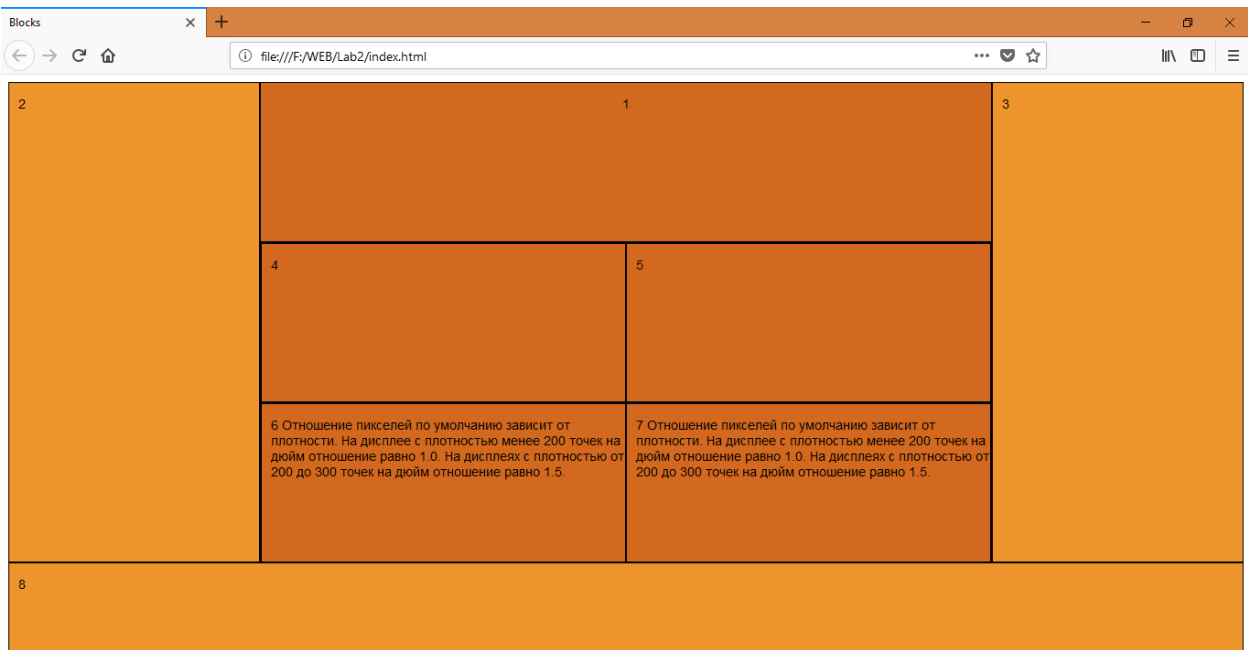 Blocks
file:///F:/WEB/Lab2/index.html
2
1
3
4
5
6 Отношение пикселей по умолчанию зависит от
плотности. На дисплее с плотностью менее 200 точек на
дюйм отношение равно 1.0. На дисплеях с плотностью от
200 до 300 точек на дюйм отношение равно 1.5.
7 Отношение пикселей по умолчанию зависит от
плотности. На дисплее с плотностью менее 200 точек на
дюйм отношение равно 1.0. На дисплеях с плотностью от
200 до 300 точек на дюйм отношение равно 1.5.
8